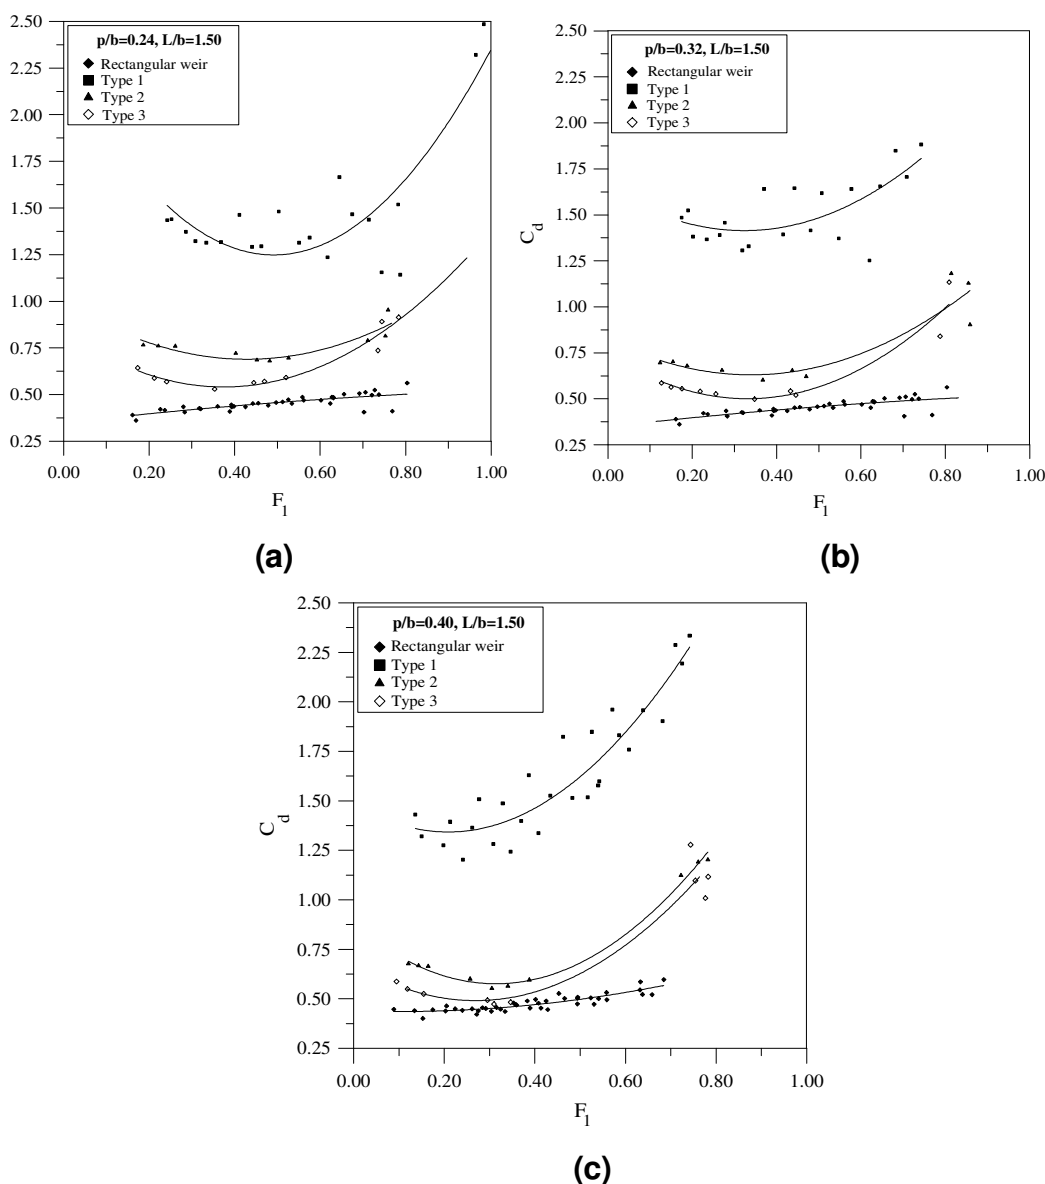 p/b=0.24, L/b=1.50
Rectangular weir
Type 1
Type 2
Type 3
2.50
2.25
2.00
1.75
1.50
1.25
1.00
0.75
0.50
0.25
0.00
0.20
0.40
0.60
0.80
1.00
F1
(a)
p/b=0.32, L/b=1.50
Rectangular weir
Type 1
Type 2
Type 3
2.50
2.25
2.00
1.75
1.50
1.25
1.00
0.75
0.50
0.25
Cd
0.00
0.20
0.40
0.60
0.80
1.00
F1
(b)
p/b=0.40, L/b=1.50
Rectangular weir
Type 1
Type 2
Type 3
2.50
2.25
2.00
1.75
1.50
1.25
1.00
0.75
0.50
0.25
Cd
0.00
0.20
0.40
0.60
0.80
1.00
F1
(c)